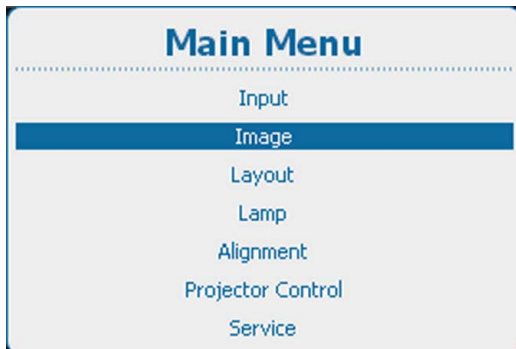 Main Menu
Input
Image
Layout
Lamp
Alignment
Projector Control
Service